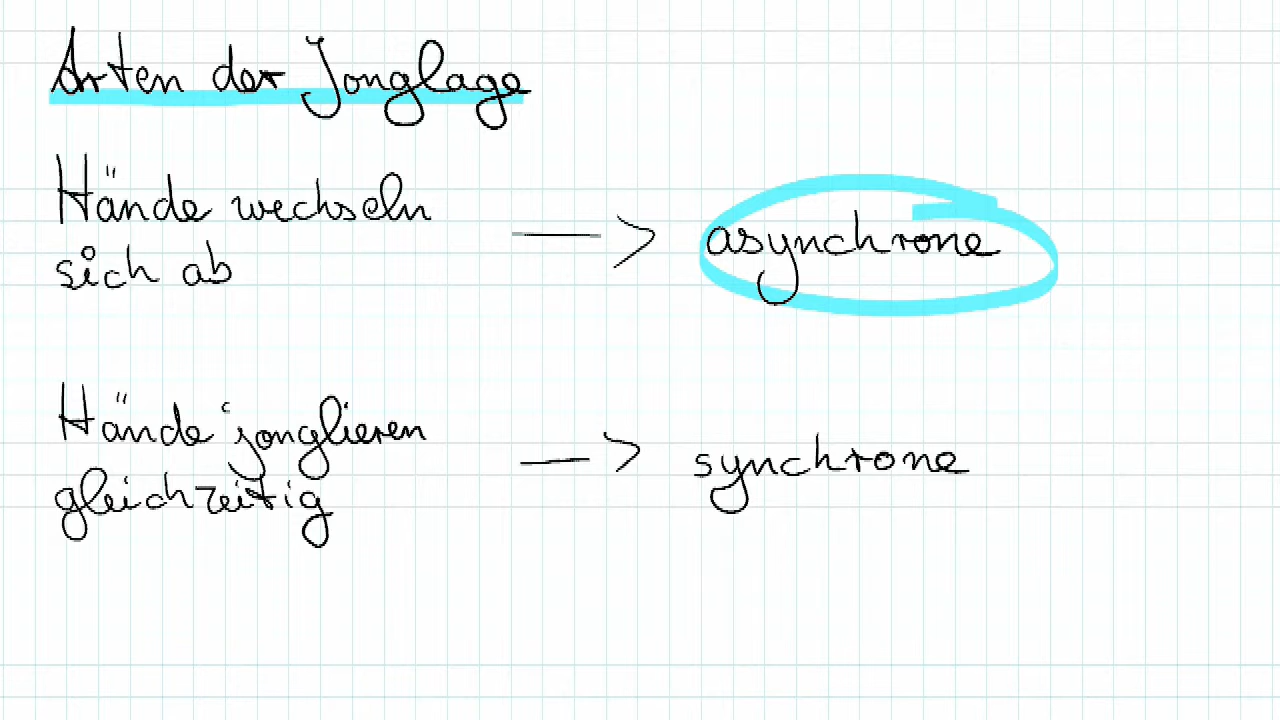 Arten der Jonglage
Hände wechseln
sich ab
—> asynchrone
Hände jonglieren
gleichzeitig
—> synchrone